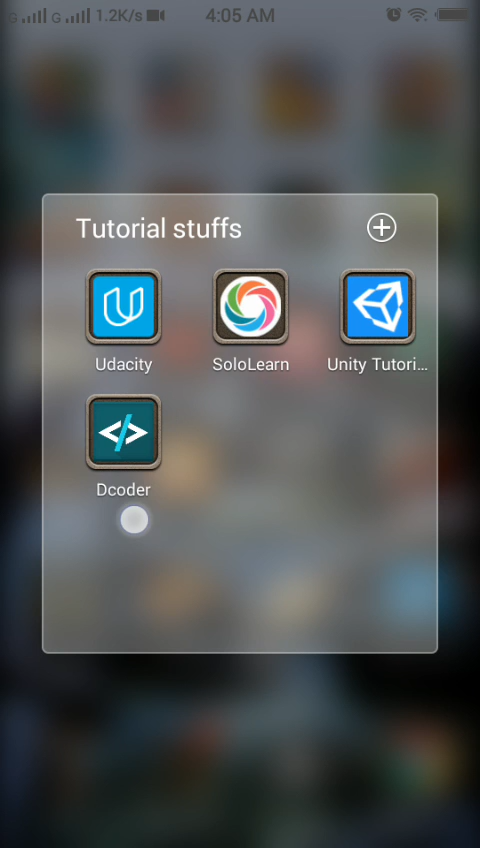 G G 1.2K/s 4:05 AM
Tutorial stuffs
Udacity SoloLearn Unity Tutori...
Dcoder